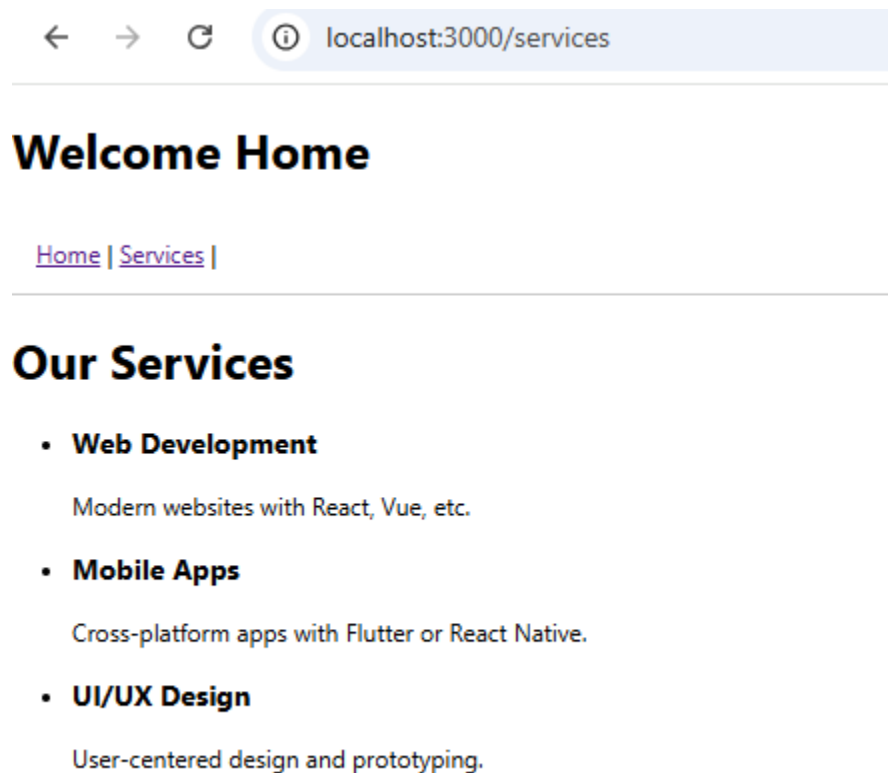 localhost:3000/services
Welcome Home
Home | Services |
Our Services
• Web Development
Modern websites with React, Vue, etc.
• Mobile Apps
Cross-platform apps with Flutter or React Native.
• UI/UX Design
User-centered design and prototyping.